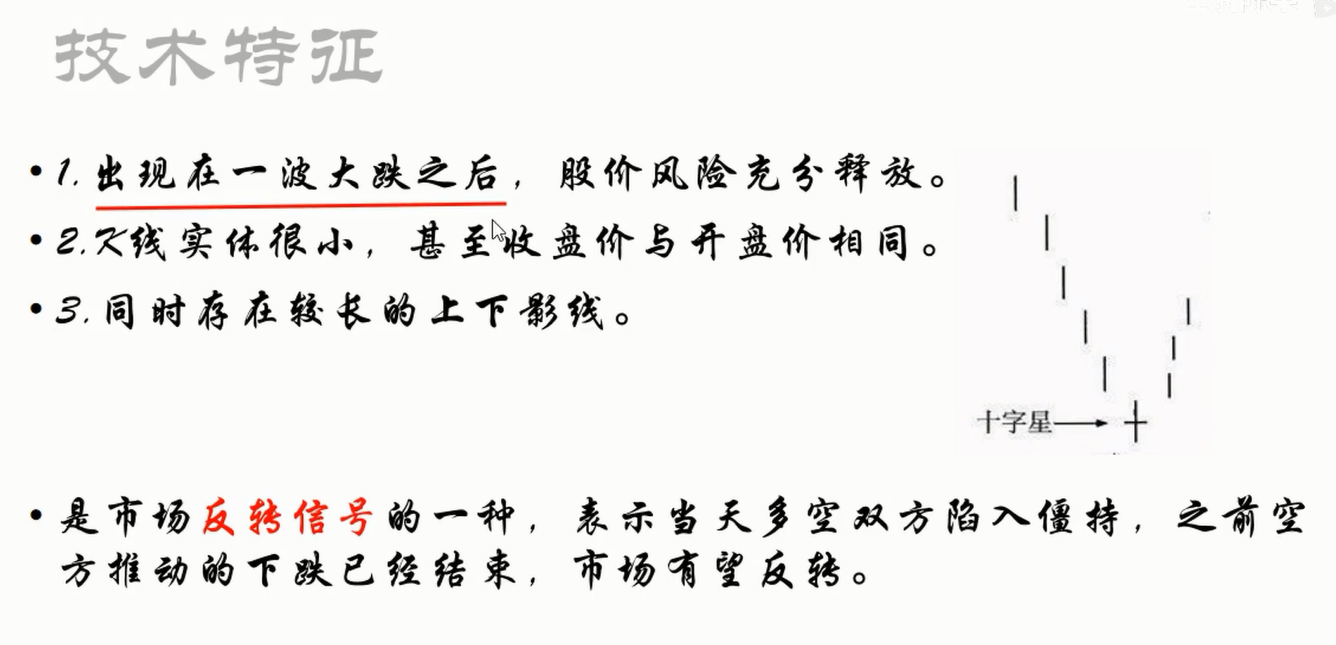 技术特征
• 1.出现在一波大跌之后，股价风险充分释放。
• 2.K线实体很小，甚至收盘价与开盘价相同。
• 3.同时存在较长的上下影线。
十字星
• 是市场反转信号的一种，表示当天多空双方陷入僵持，之前空
方推动的下跌已经结束，市场有望反转。